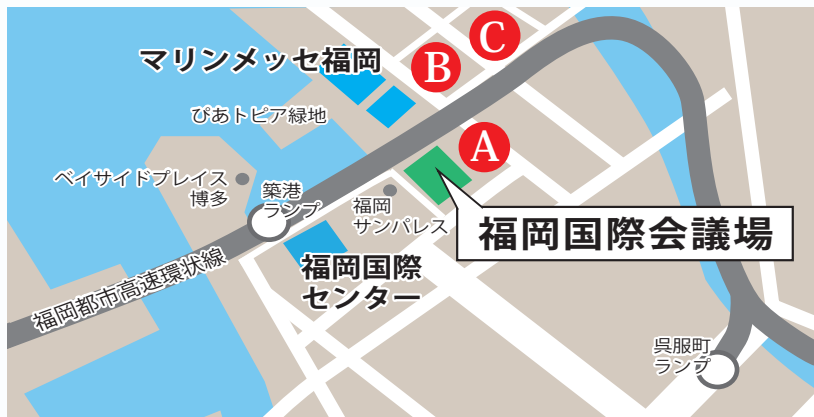 C
マリンメッセ福岡
B
ぴあトピア緑地
A
ベイサイドプレイス
博多
築港
ランプ
福岡
サンパレス
福岡国際会議場
福岡国際
センター
福岡都市高速環状線
呉服町
ランプ